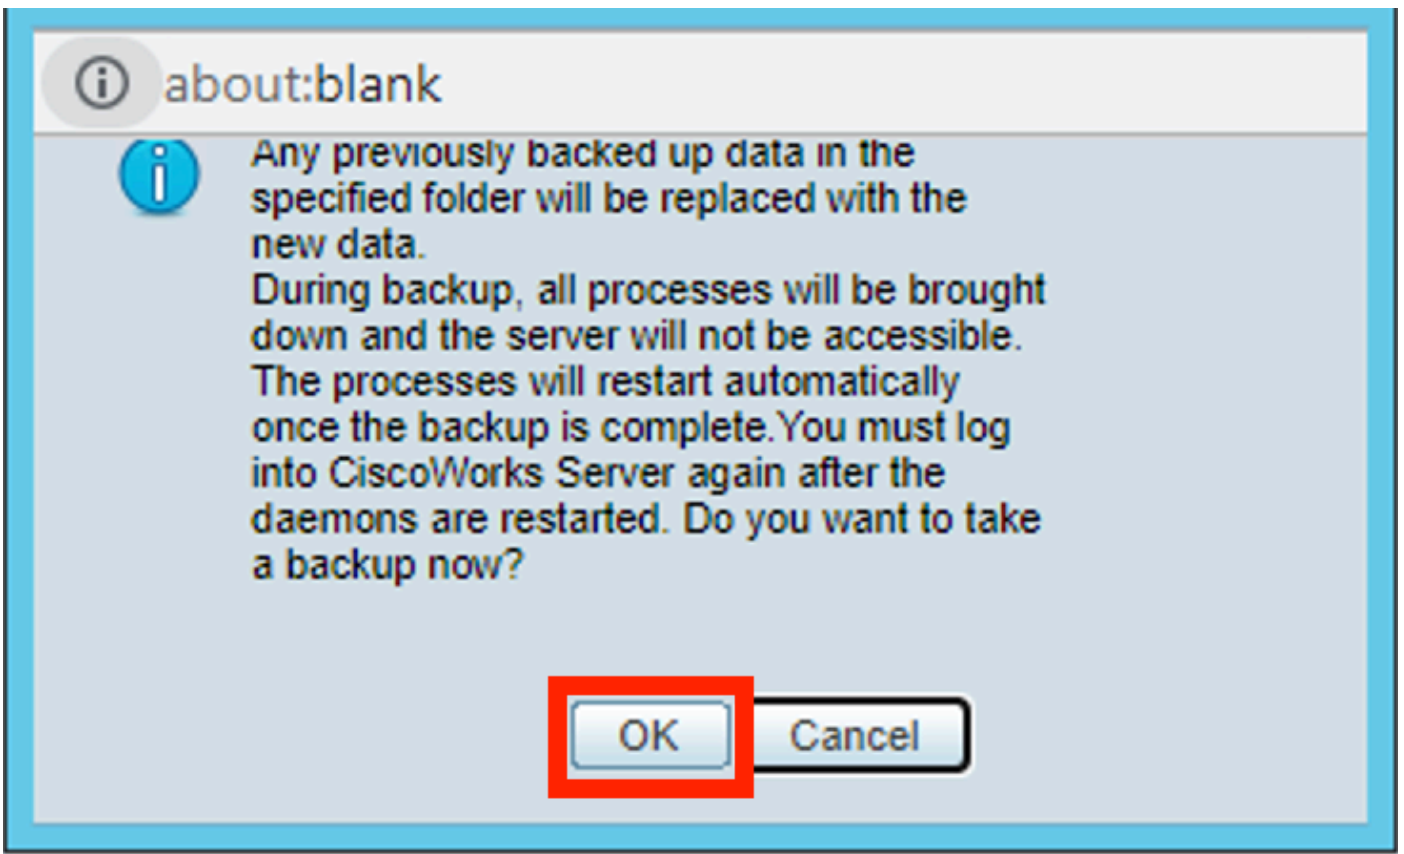 about:blank
Any previously backed up data in the
specified folder will be replaced with the
new data.
During backup, all processes will be brought
down and the server will not be accessible.
The processes will restart automatically
once the backup is complete.You must log
into CiscoWorks Server again after the
daemons are restarted. Do you want to take
a backup now?
OK Cancel